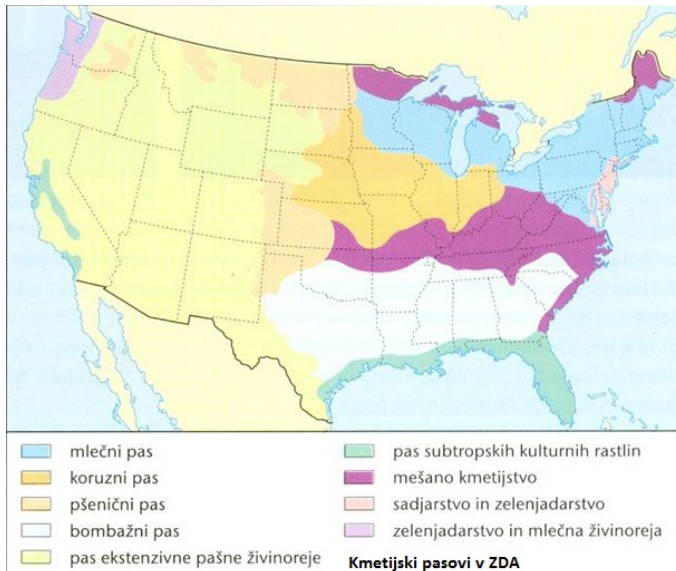 mlečni pas
koruzni pas
pšenični pas
bombažni pas
pas ekstenzivne pašne živinoreje
pas subtropskih kulturnih rastlin
mešano kmetijstvo
sadjarstvo in zelenjadarstvo
zelenjadarstvo in mlečna živinoreja
Kmetijski pasovi v ZDA